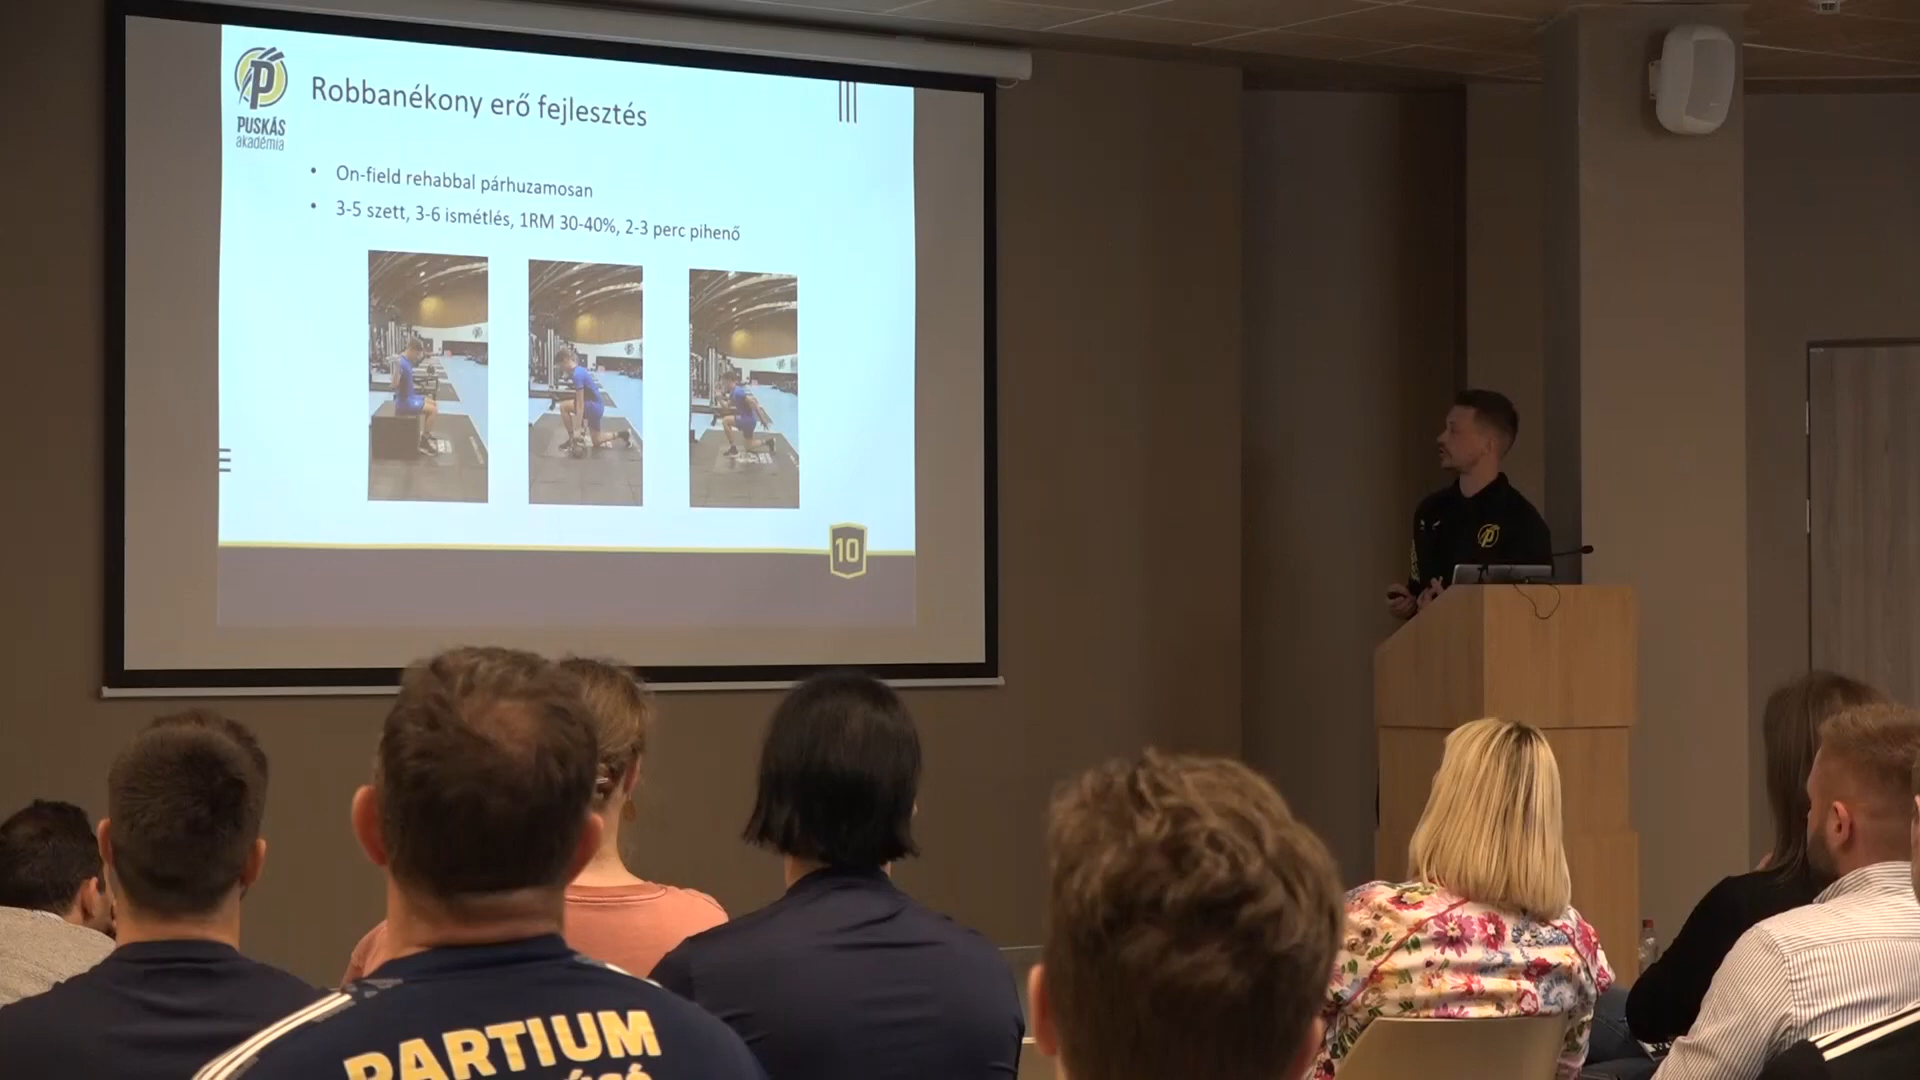 PUSKÁS
akadémia
Robbanékony erő fejlesztés
• On-field rehabbal párhuzamosan
• 3-5 szett, 3-6 ismétlés, 1RM 30-40%, 2-3 perc pihenő
10
PARTIUM